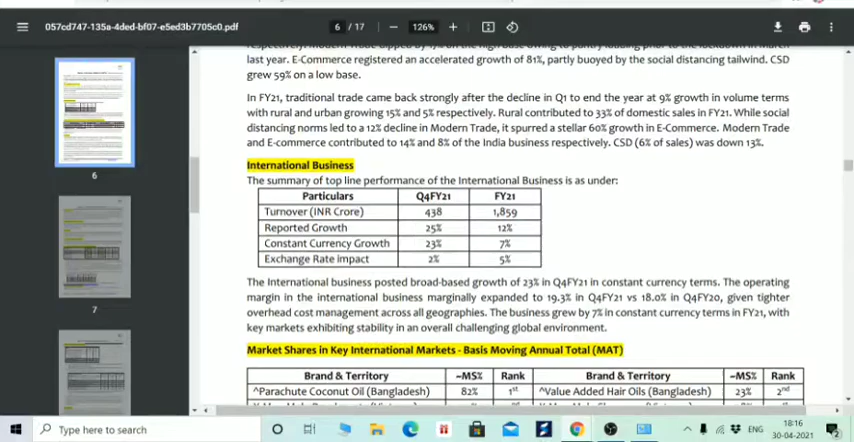 057cd747-135a-4ded-bf07-e5ed3b7705c0.pdf
6 / 17
126%
last year. E-Commerce registered an accelerated growth of 81%, partly buoyed by the social distancing tailwind. CSD
grew 59% on a low base.
In FY21, traditional trade came back strongly after the decline in Q1 to end the year at 9% growth in volume terms
with rural and urban growing 15% and 5% respectively. Rural contributed to 33% of domestic sales in FY21. While social
distancing norms led to a 12% decline in Modern Trade, it spurred a stellar 60% growth in E-Commerce. Modern Trade
and E-commerce contributed to 14% and 8% of the India business respectively. CSD (6% of sales) was down 13%.
International Business
The summary of top line performance of the International Business is as under:
Particulars Q4FY21 FY21
Turnover (INR Crore) 438 1,859
Reported Growth 25% 12%
Constant Currency Growth 23% 7%
Exchange Rate Impact 2% 5%
The International business posted broad-based growth of 23% in Q4FY21 in constant currency terms. The operating
margin in the international business marginally expanded to 19.3% in Q4FY21 vs 18.0% in Q4FY20, given tighter
overhead cost management across all geographies. The business grew by 7% in constant currency terms in FY21, with
key markets exhibiting stability in an overall challenging global environment.
Market Shares in Key International Markets - Basis Moving Annual Total (MAT)
Brand & Territory ~MS% Rank Brand & Territory ~MS% Rank
^Parachute Coconut Oil (Bangladesh) 82% 1st ^Value Added Hair Oils (Bangladesh) 23% 2nd
6
7
Type here to search
ENG
18:16
30-04-2021
2